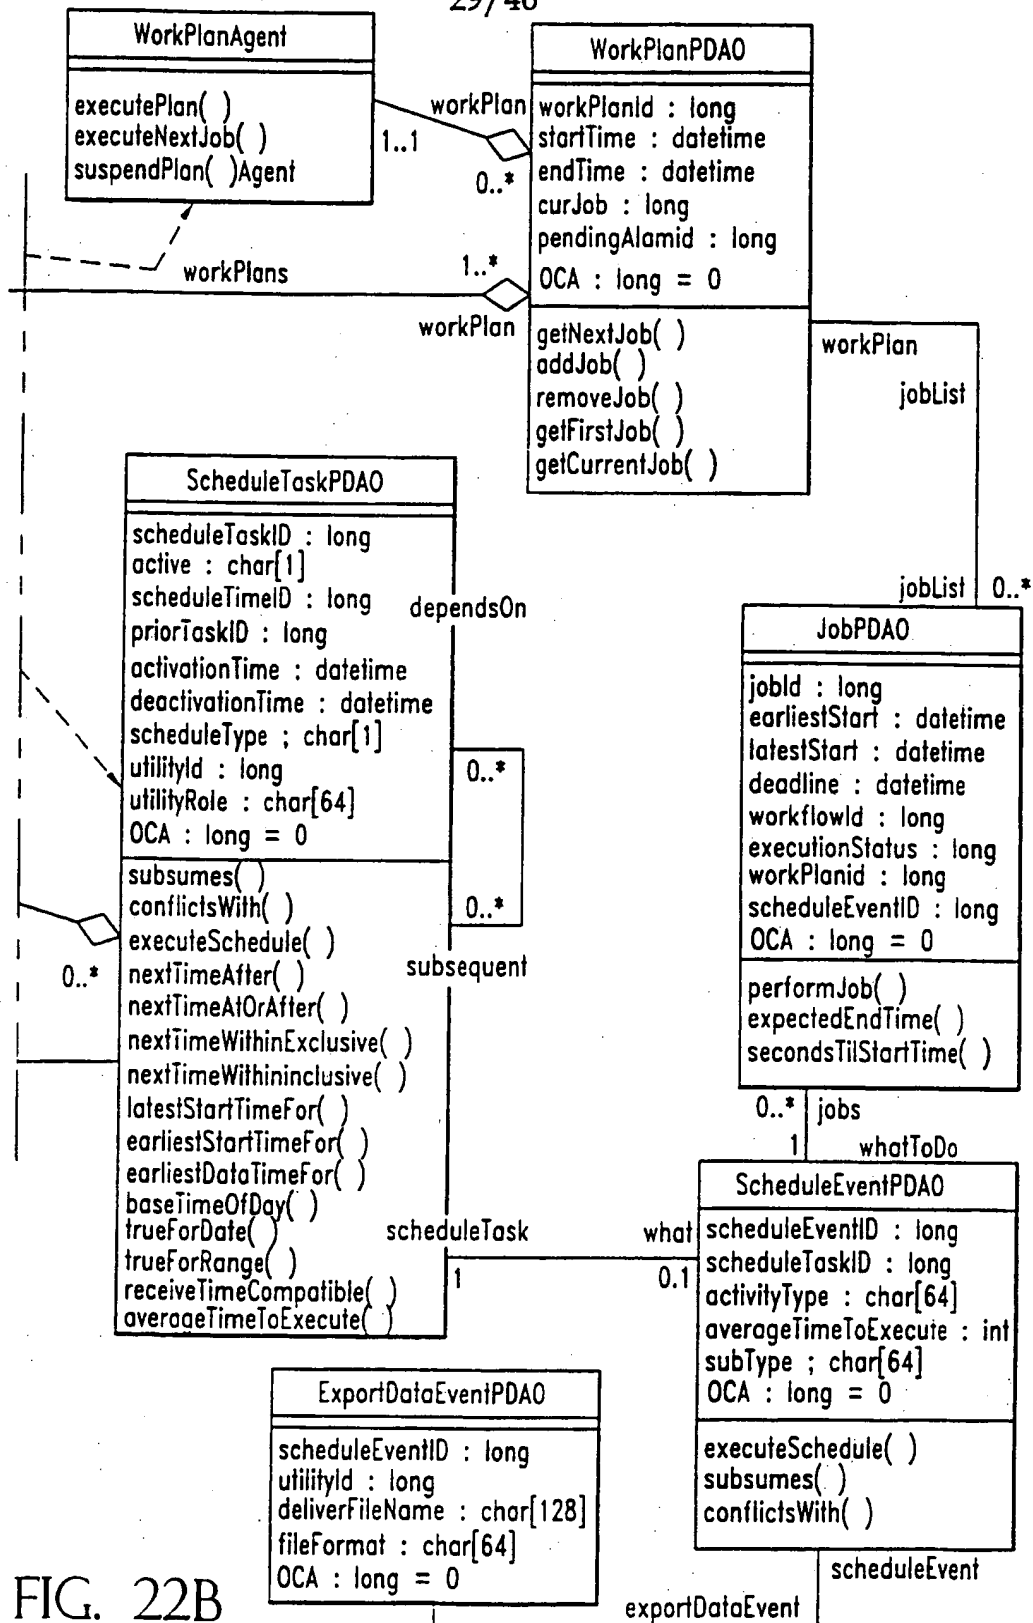 29/46
WorkPlanAgent
executePlan( )
executeNextJob( )
suspendPlan( )Agent
1..1
workPlan
0..*
WorkPlanPDAO
workPlanId : long
startTime : datetime
endTime : datetime
curJob : long
pendingAlamid : long
OCA : long = 0
getNextJob( )
addJob( )
removeJob( )
getFirstJob( )
getCurrentJob( )
workPlans
1..*
workPlan
workPlan
jobList
jobList
0..*
ScheduleTaskPDAO
scheduleTaskID : long
active : char[1]
scheduleTimeID : long
priorTaskID : long
activationTime : datetime
deactivationTime : datetime
scheduleType ; char[1]
utilityId : long
utilityRole : char[64]
OCA : long = 0
subsumes( )
conflictsWith( )
executeSchedule( )
nextTimeAfter( )
nextTimeAtOrAfter( )
nextTimeWithinExclusive( )
nextTimeWithininclusive( )
latestStartTimeFor( )
earliestStartTimeFor( )
earliestDataTimeFor( )
baseTimeOfDay( )
trueForDate( )
trueForRange( )
receiveTimeCompatible( )
averageTimeToExecute( )
dependsOn
0..*
0..*
subsequent
0..*
JobPDAO
jobId : long
earliestStart : datetime
latestStart : datetime
deadline : datetime
workflowId : long
executionStatus : long
workPlanid : long
scheduleEventID : long
OCA : long = 0
performJob( )
expectedEndTime( )
secondsTilStartTime( )
0..*
jobs
1
whatToDo
scheduleTask
1
what
0.1
ScheduleEventPDAO
scheduleEventID : long
scheduleTaskID : long
activityType : char[64]
averageTimeToExecute : int
subType ; char[64]
OCA : long = 0
executeSchedule( )
subsumes( )
conflictsWith( )
ExportDataEventPDAO
scheduleEventID : long
utilityId : long
deliverFileName : char[128]
fileFormat : char[64]
OCA : long = 0
scheduleEvent
exportDataEvent
FIG. 22B